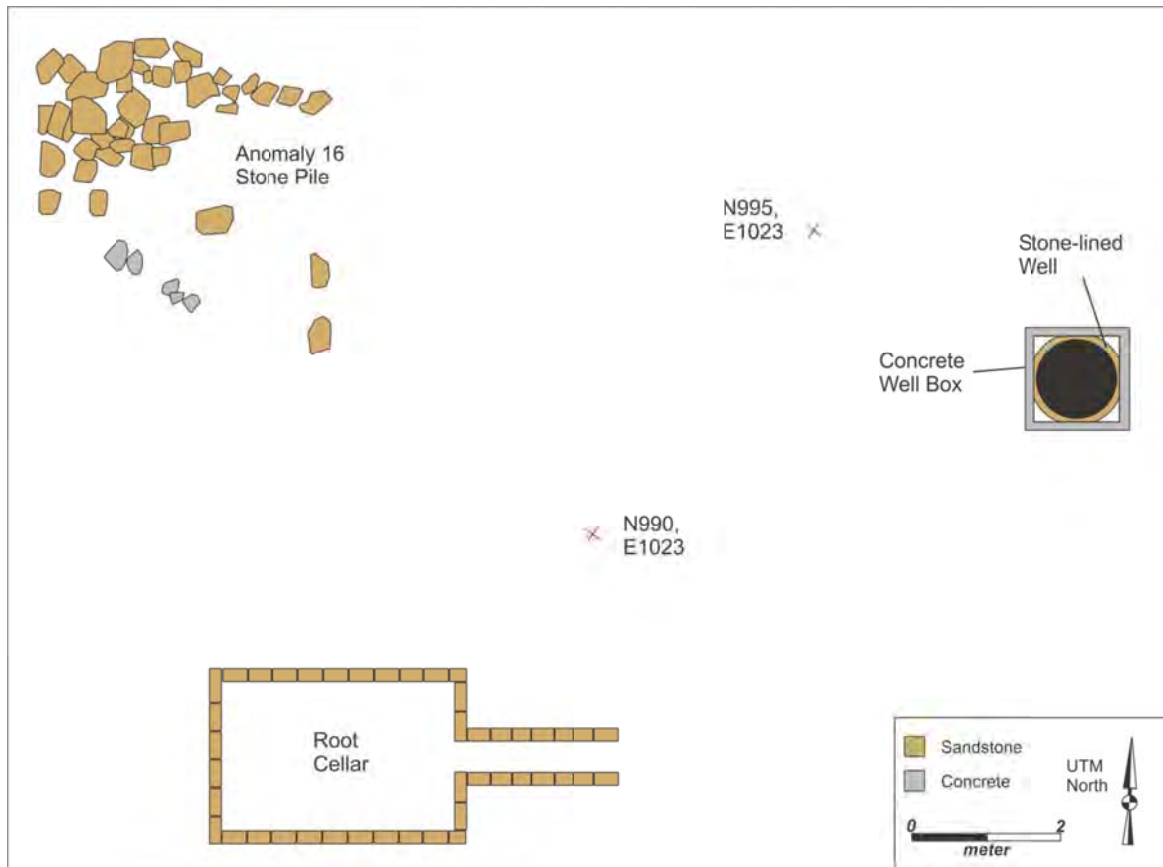 Anomaly 16
Stone Pile
N995,
E1023
Stone-lined
Well
Concrete
Well Box
N990,
E1023
Root
Cellar
Sandstone
Concrete
UTM
North
0 2
meter